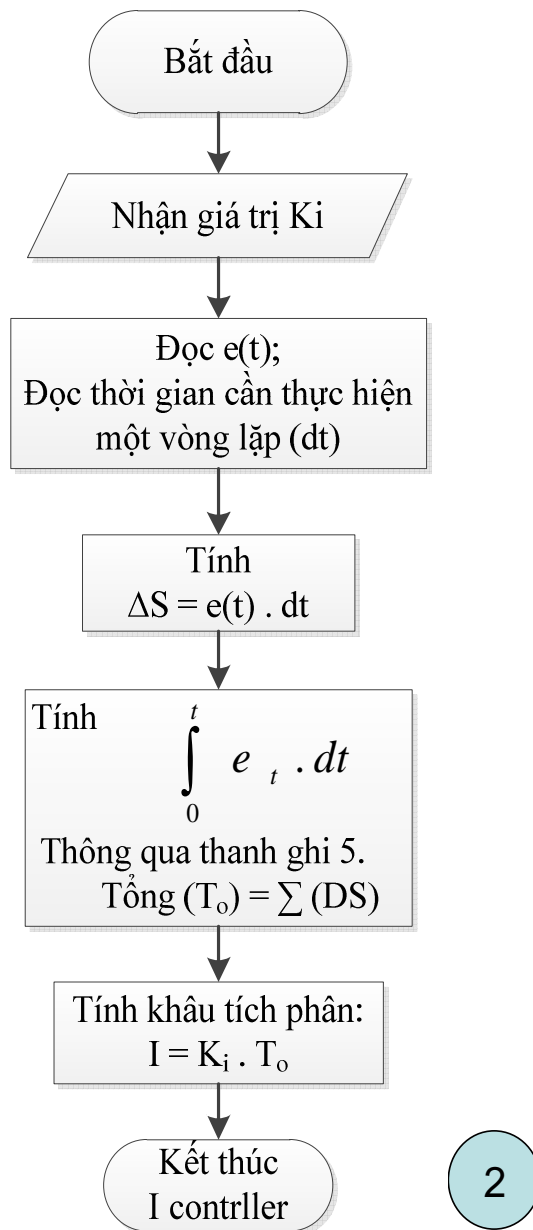 Bắt đầu
Nhận giá trị Ki
Đọc e(t);
Đọc thời gian cần thực hiện
một vòng lặp (dt)
Tính
ΔS = e(t) . dt
Tính
t
∫ e t . dt
0
Thông qua thanh ghi 5.
Tổng (Tₒ) = ∑ (DS)
Tính khâu tích phân:
I = Kᵢ . Tₒ
Kết thúc
I contrller
2